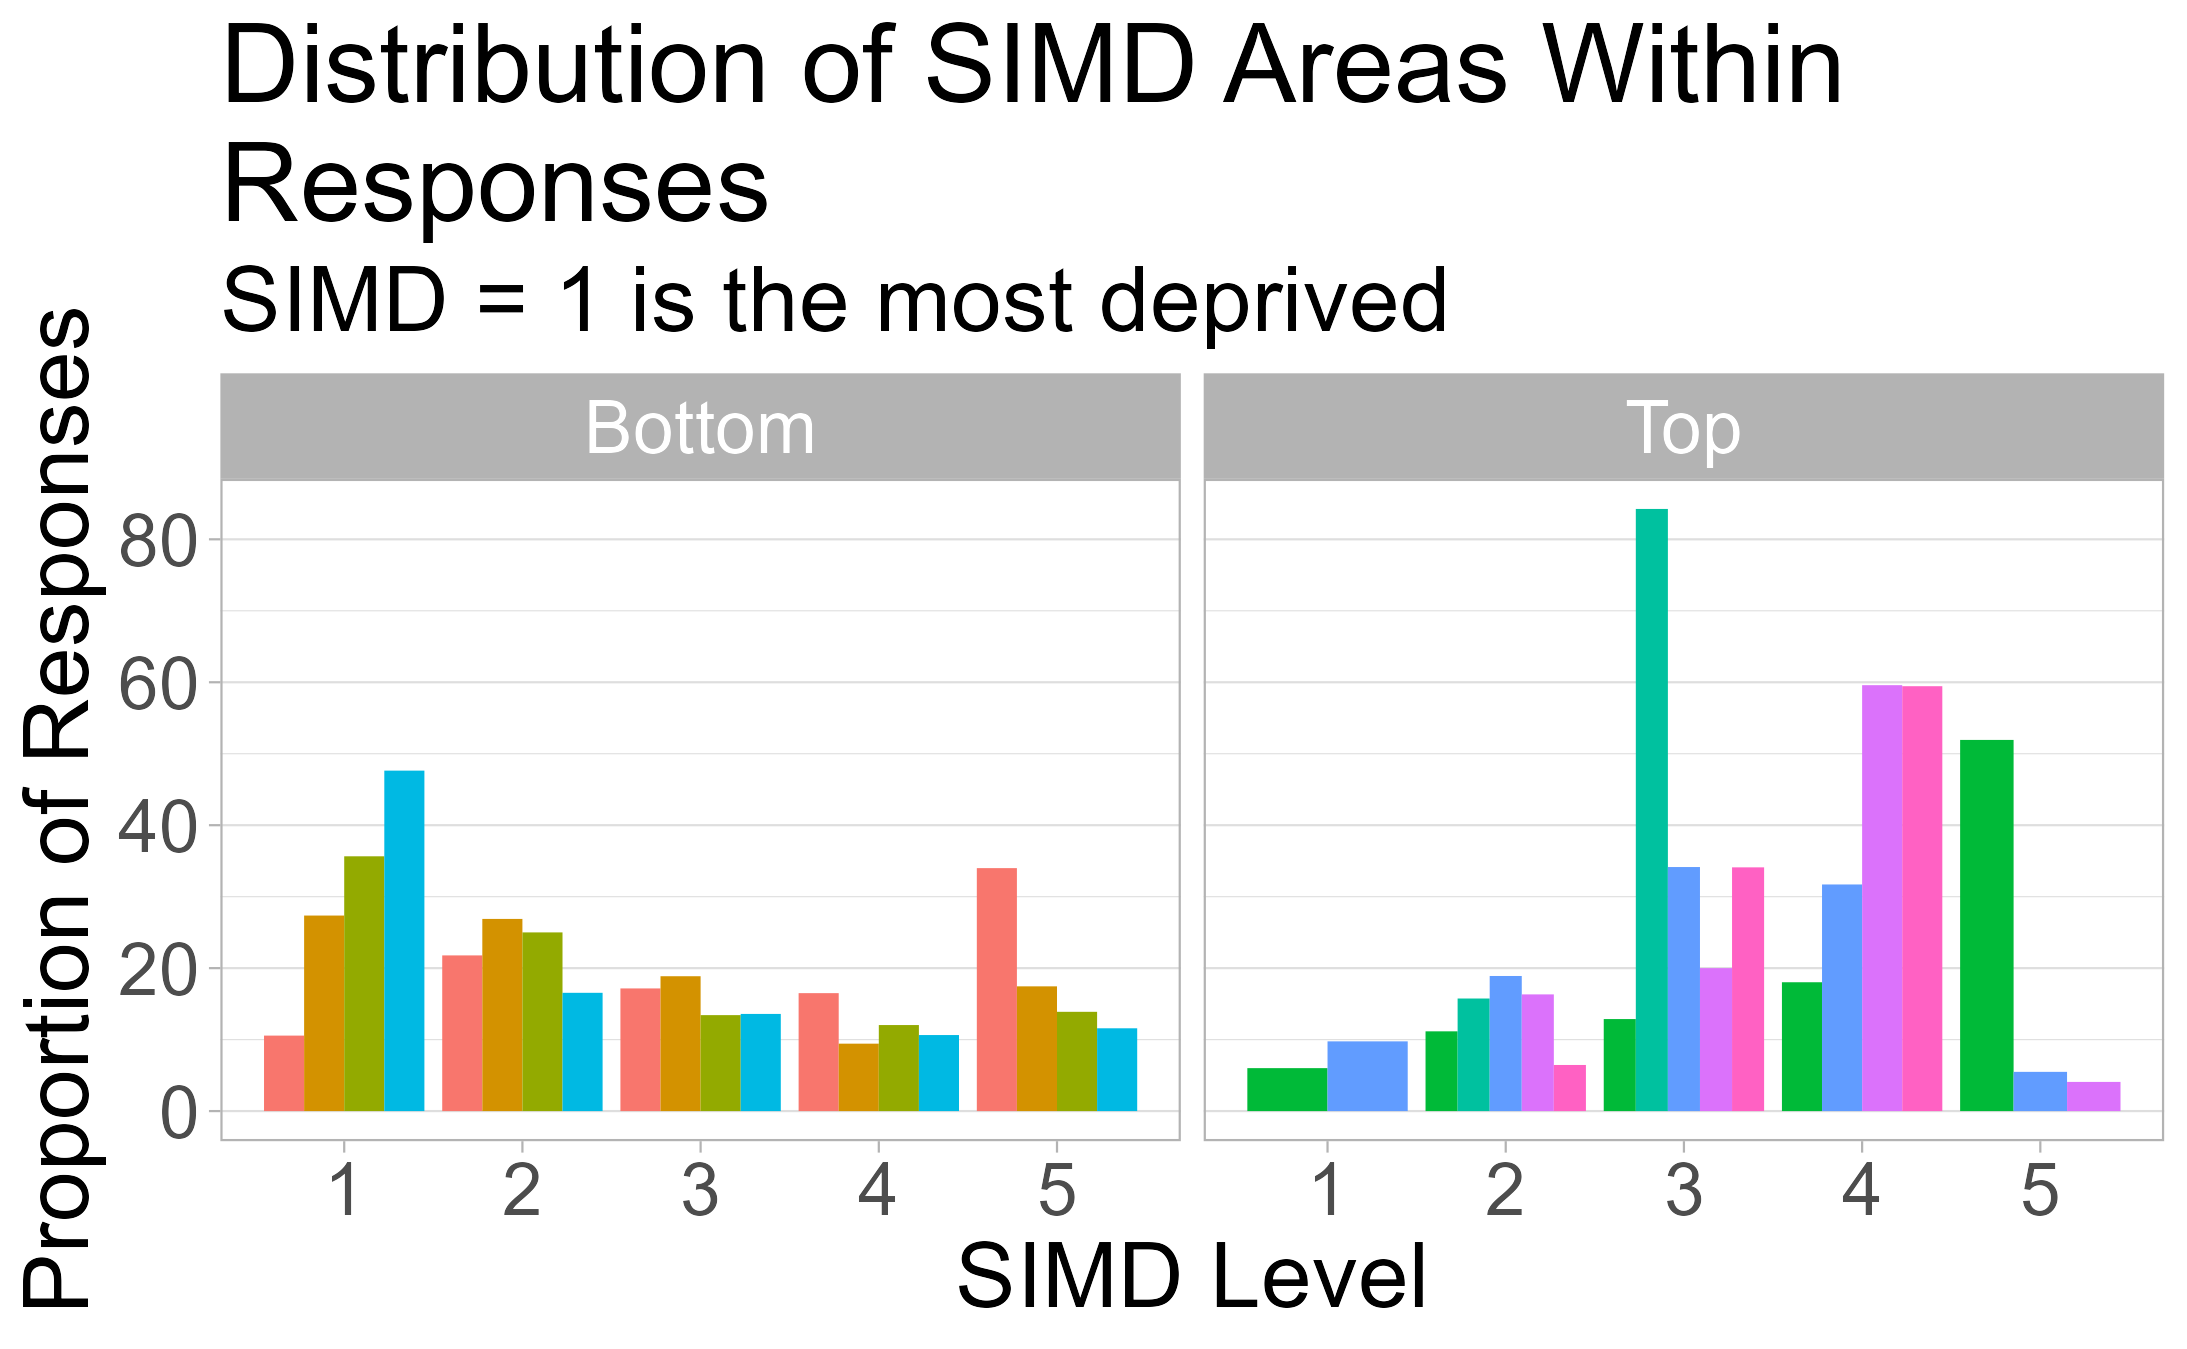 Distribution of SIMD Areas Within
Responses
SIMD = 1 is the most deprived
Proportion of Responses
Bottom
Top
80
60
40
20
0
1 2 3 4 5
1 2 3 4 5
SIMD Level